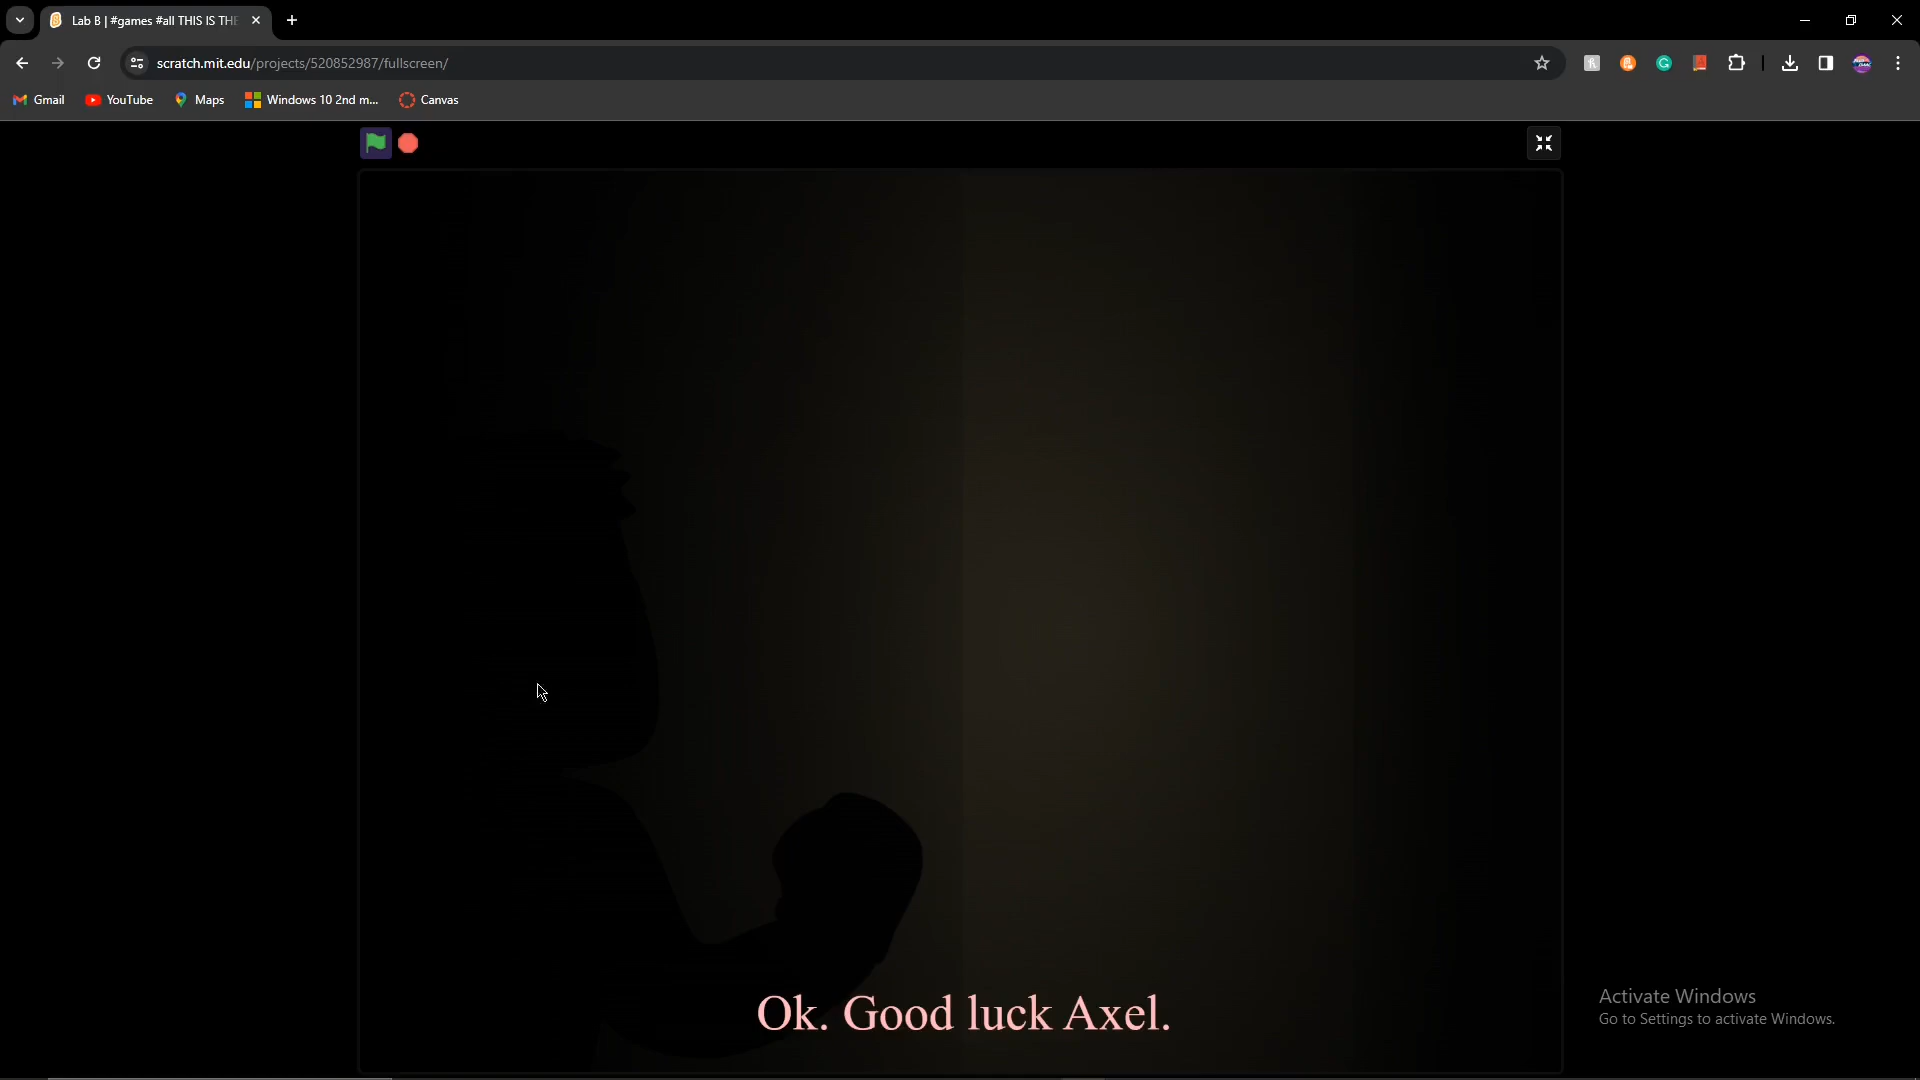 Lab B | #games #all THIS IS THE
scratch.mit.edu/projects/520852987/fullscreen/
Gmail
YouTube
Maps
Windows 10 2nd m...
Canvas
Ok. Good luck Axel.
Activate Windows
Go to Settings to activate Windows.